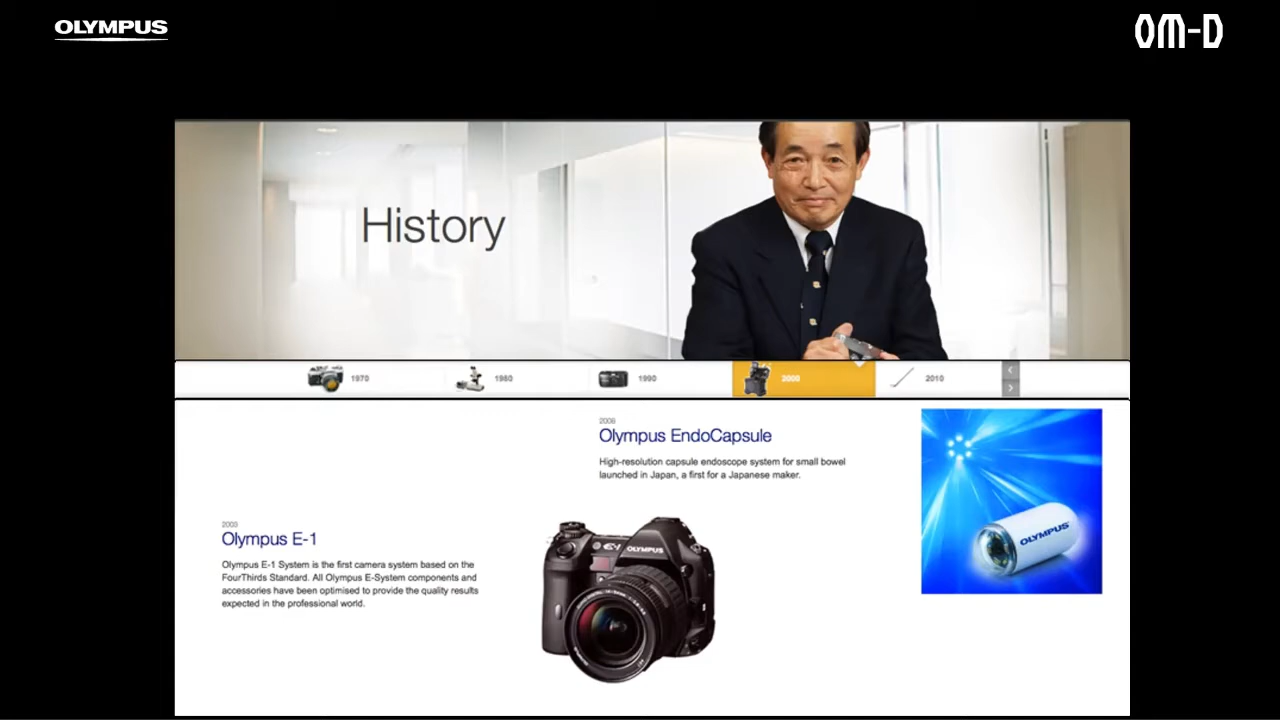 OLYMPUS
OM-D
History
1970
1980
1990
2000
2010
Olympus EndoCapsule
High-resolution capsule endoscope system for small bowel
launched in Japan, a first for a Japanese maker.
OLYMPUS
2003
Olympus E-1
Olympus E-1 System is the first camera system based on the
FourThirds Standard. All Olympus E-System components and
accessories have been optimised to provide the quality results
expected in the professional world.
OLYMPUS